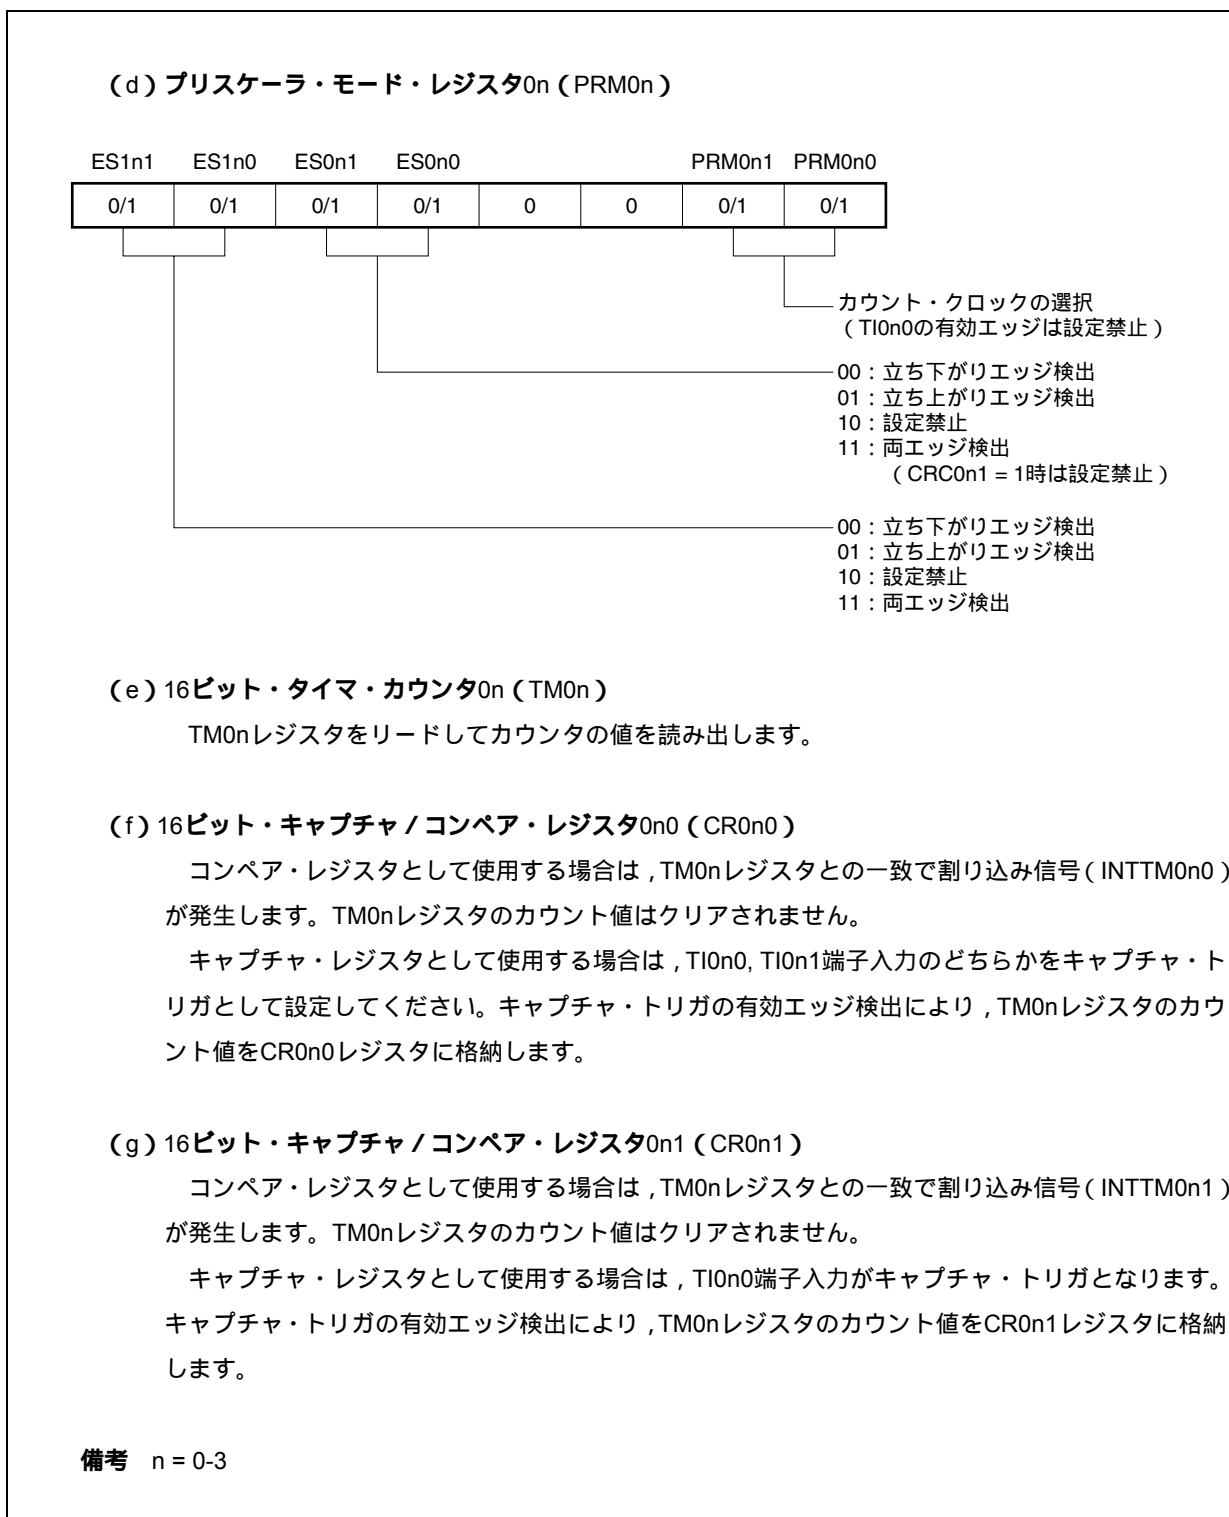 （d）プリスケーラ・モード・レジスタ0n（PRM0n）
ES1n1 ES1n0 ES0n1 ES0n0 PRM0n1 PRM0n0
0/1 0/1 0/1 0/1 0 0 0/1 0/1
カウント・クロックの選択
（TI0n0の有効エッジは設定禁止）
00：立ち下がりエッジ検出
01：立ち上がりエッジ検出
10：設定禁止
11：両エッジ検出
（CRC0n1 = 1時は設定禁止）
00：立ち下がりエッジ検出
01：立ち上がりエッジ検出
10：設定禁止
11：両エッジ検出
（e）16ビット・タイマ・カウンタ0n（TM0n）
TM0nレジスタをリードしてカウンタの値を読み出します。
（f）16ビット・キャプチャ／コンペア・レジスタ0n0（CR0n0）
コンペア・レジスタとして使用する場合は，TM0nレジスタとの一致で割り込み信号（INTTM0n0）
が発生します。TM0nレジスタのカウント値はクリアされません。
キャプチャ・レジスタとして使用する場合は，TI0n0, TI0n1端子入力のどちらかをキャプチャ・ト
リガとして設定してください。キャプチャ・トリガの有効エッジ検出により，TM0nレジスタのカウ
ント値をCR0n0レジスタに格納します。
（g）16ビット・キャプチャ／コンペア・レジスタ0n1（CR0n1）
コンペア・レジスタとして使用する場合は，TM0nレジスタとの一致で割り込み信号（INTTM0n1）
が発生します。TM0nレジスタのカウント値はクリアされません。
キャプチャ・レジスタとして使用する場合は，TI0n0端子入力がキャプチャ・トリガとなります。
キャプチャ・トリガの有効エッジ検出により，TM0nレジスタのカウント値をCR0n1レジスタに格納
します。
備考 n = 0-3